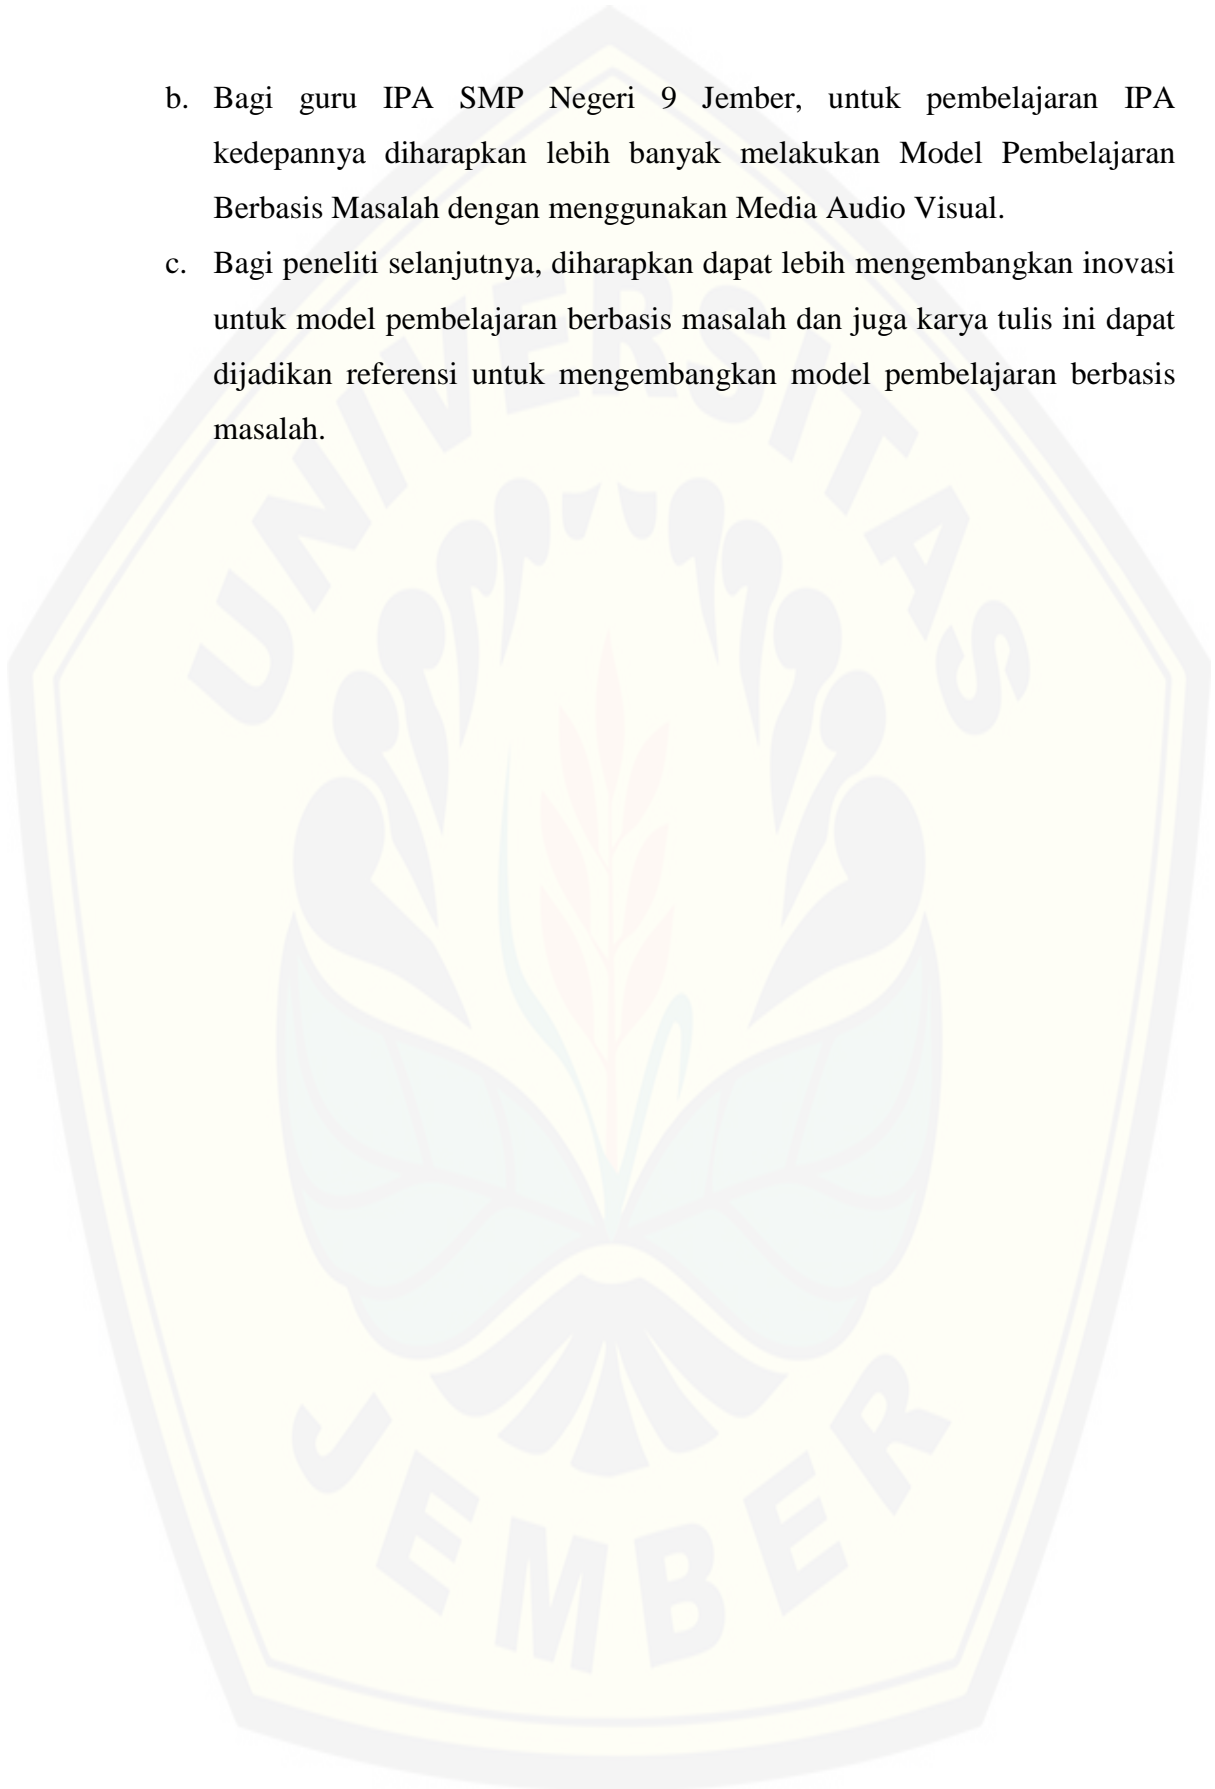 b. Bagi guru IPA SMP Negeri 9 Jember, untuk pembelajaran IPA
kedepannya diharapkan lebih banyak melakukan Model Pembelajaran
Berbasis Masalah dengan menggunakan Media Audio Visual.
c. Bagi peneliti selanjutnya, diharapkan dapat lebih mengembangkan inovasi
untuk model pembelajaran berbasis masalah dan juga karya tulis ini dapat
dijadikan referensi untuk mengembangkan model pembelajaran berbasis
masalah.
UNIVERSITAS
JEMBER